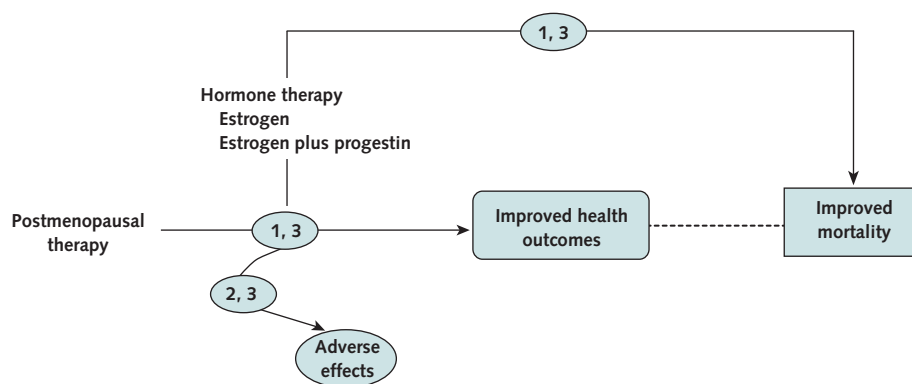 1, 3
Hormone therapy
Estrogen
Estrogen plus progestin
Postmenopausal
therapy
1, 3
Improved health
outcomes
Improved
mortality
2, 3
Adverse
effects